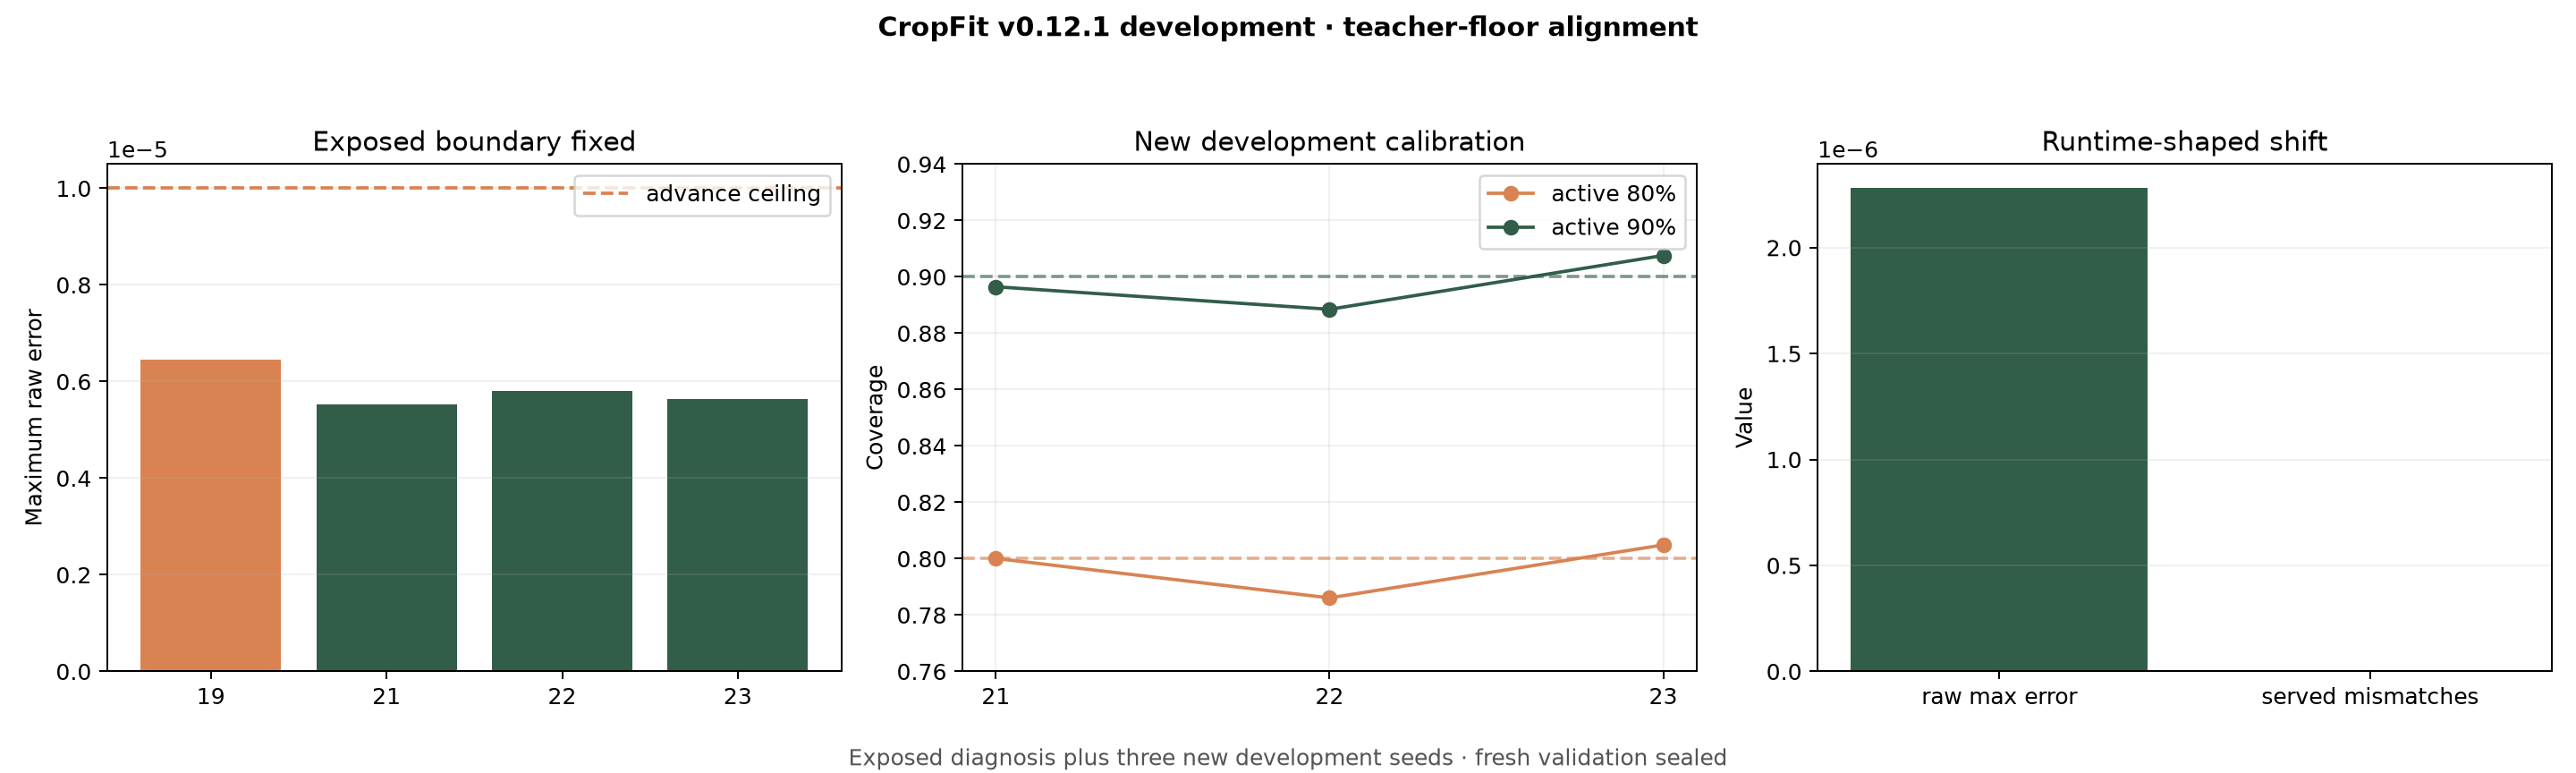 CropFit v0.12.1 development · teacher-floor alignment
Exposed boundary fixed
1e−5
Maximum raw error
1.0
0.8
0.6
0.4
0.2
0.0
advance ceiling
19
21
22
23
New development calibration
Coverage
0.94
0.92
0.90
0.88
0.86
0.84
0.82
0.80
0.78
0.76
active 80%
active 90%
21
22
23
Runtime-shaped shift
1e−6
Value
2.0
1.5
1.0
0.5
0.0
raw max error
served mismatches
Exposed diagnosis plus three new development seeds · fresh validation sealed